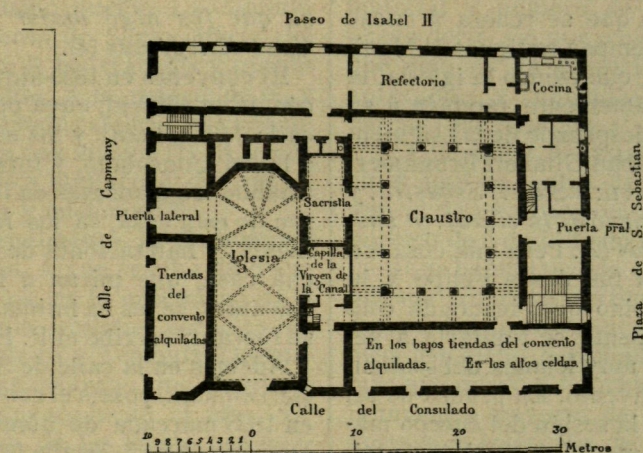 Paseo de Isabel II
Refectorio
Cocina
Calle de Capmany
Sacristia
Claustro
Plaza de S. Sebastian
Puerta lateral
Puerta pral
Iglesia
Capilla
de la
Virgen de
la Canal
Tiendas
del
convento
alquiladas
En los bajos tiendas del convento
alquiladas. En los altos celdas.
Calle del Consulado
10 9 8 7 6 5 4 3 2 1 0 10 20 30
Metros